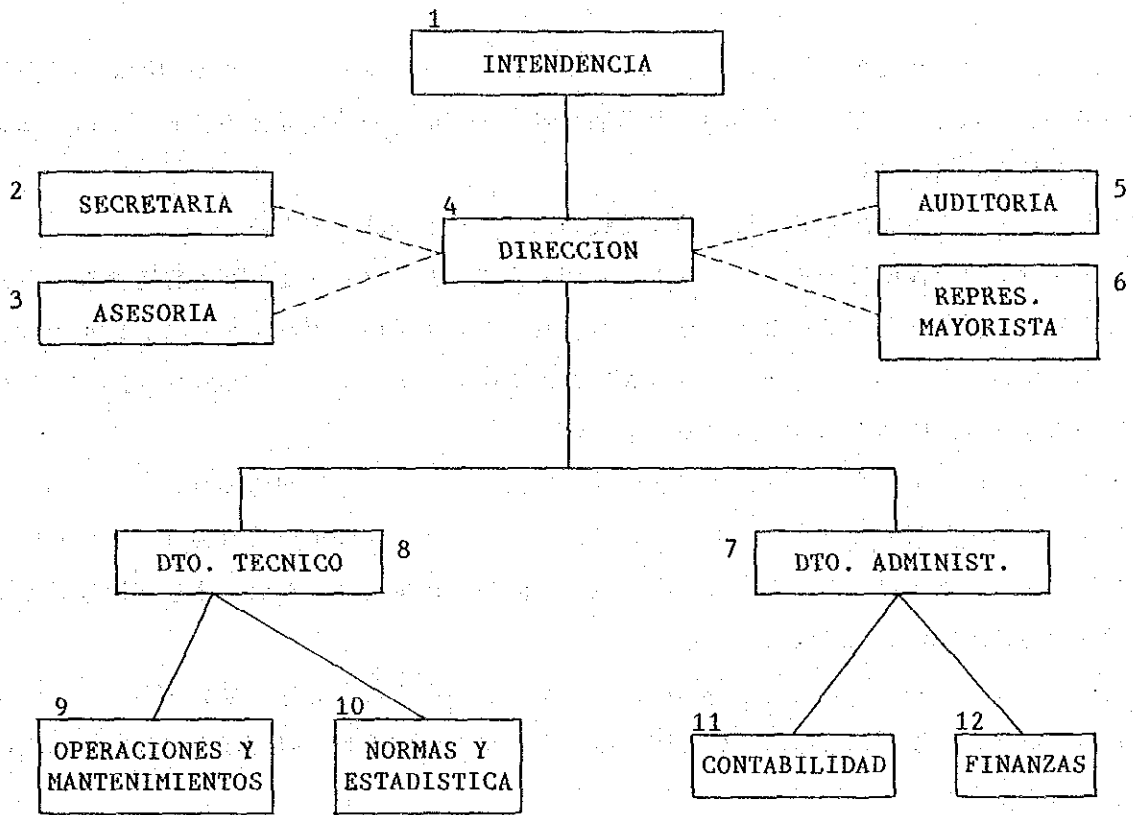 1
INTENDENCIA
2
SECRETARIA
4
DIRECCION
AUDITORIA
5
3
ASESORIA
REPRES.
MAYORISTA
6
DTO. TECNICO
8
7
DTO. ADMINIST.
9
OPERACIONES Y
MANTENIMIENTOS
10
NORMAS Y
ESTADISTICA
11
CONTABILIDAD
12
FINANZAS